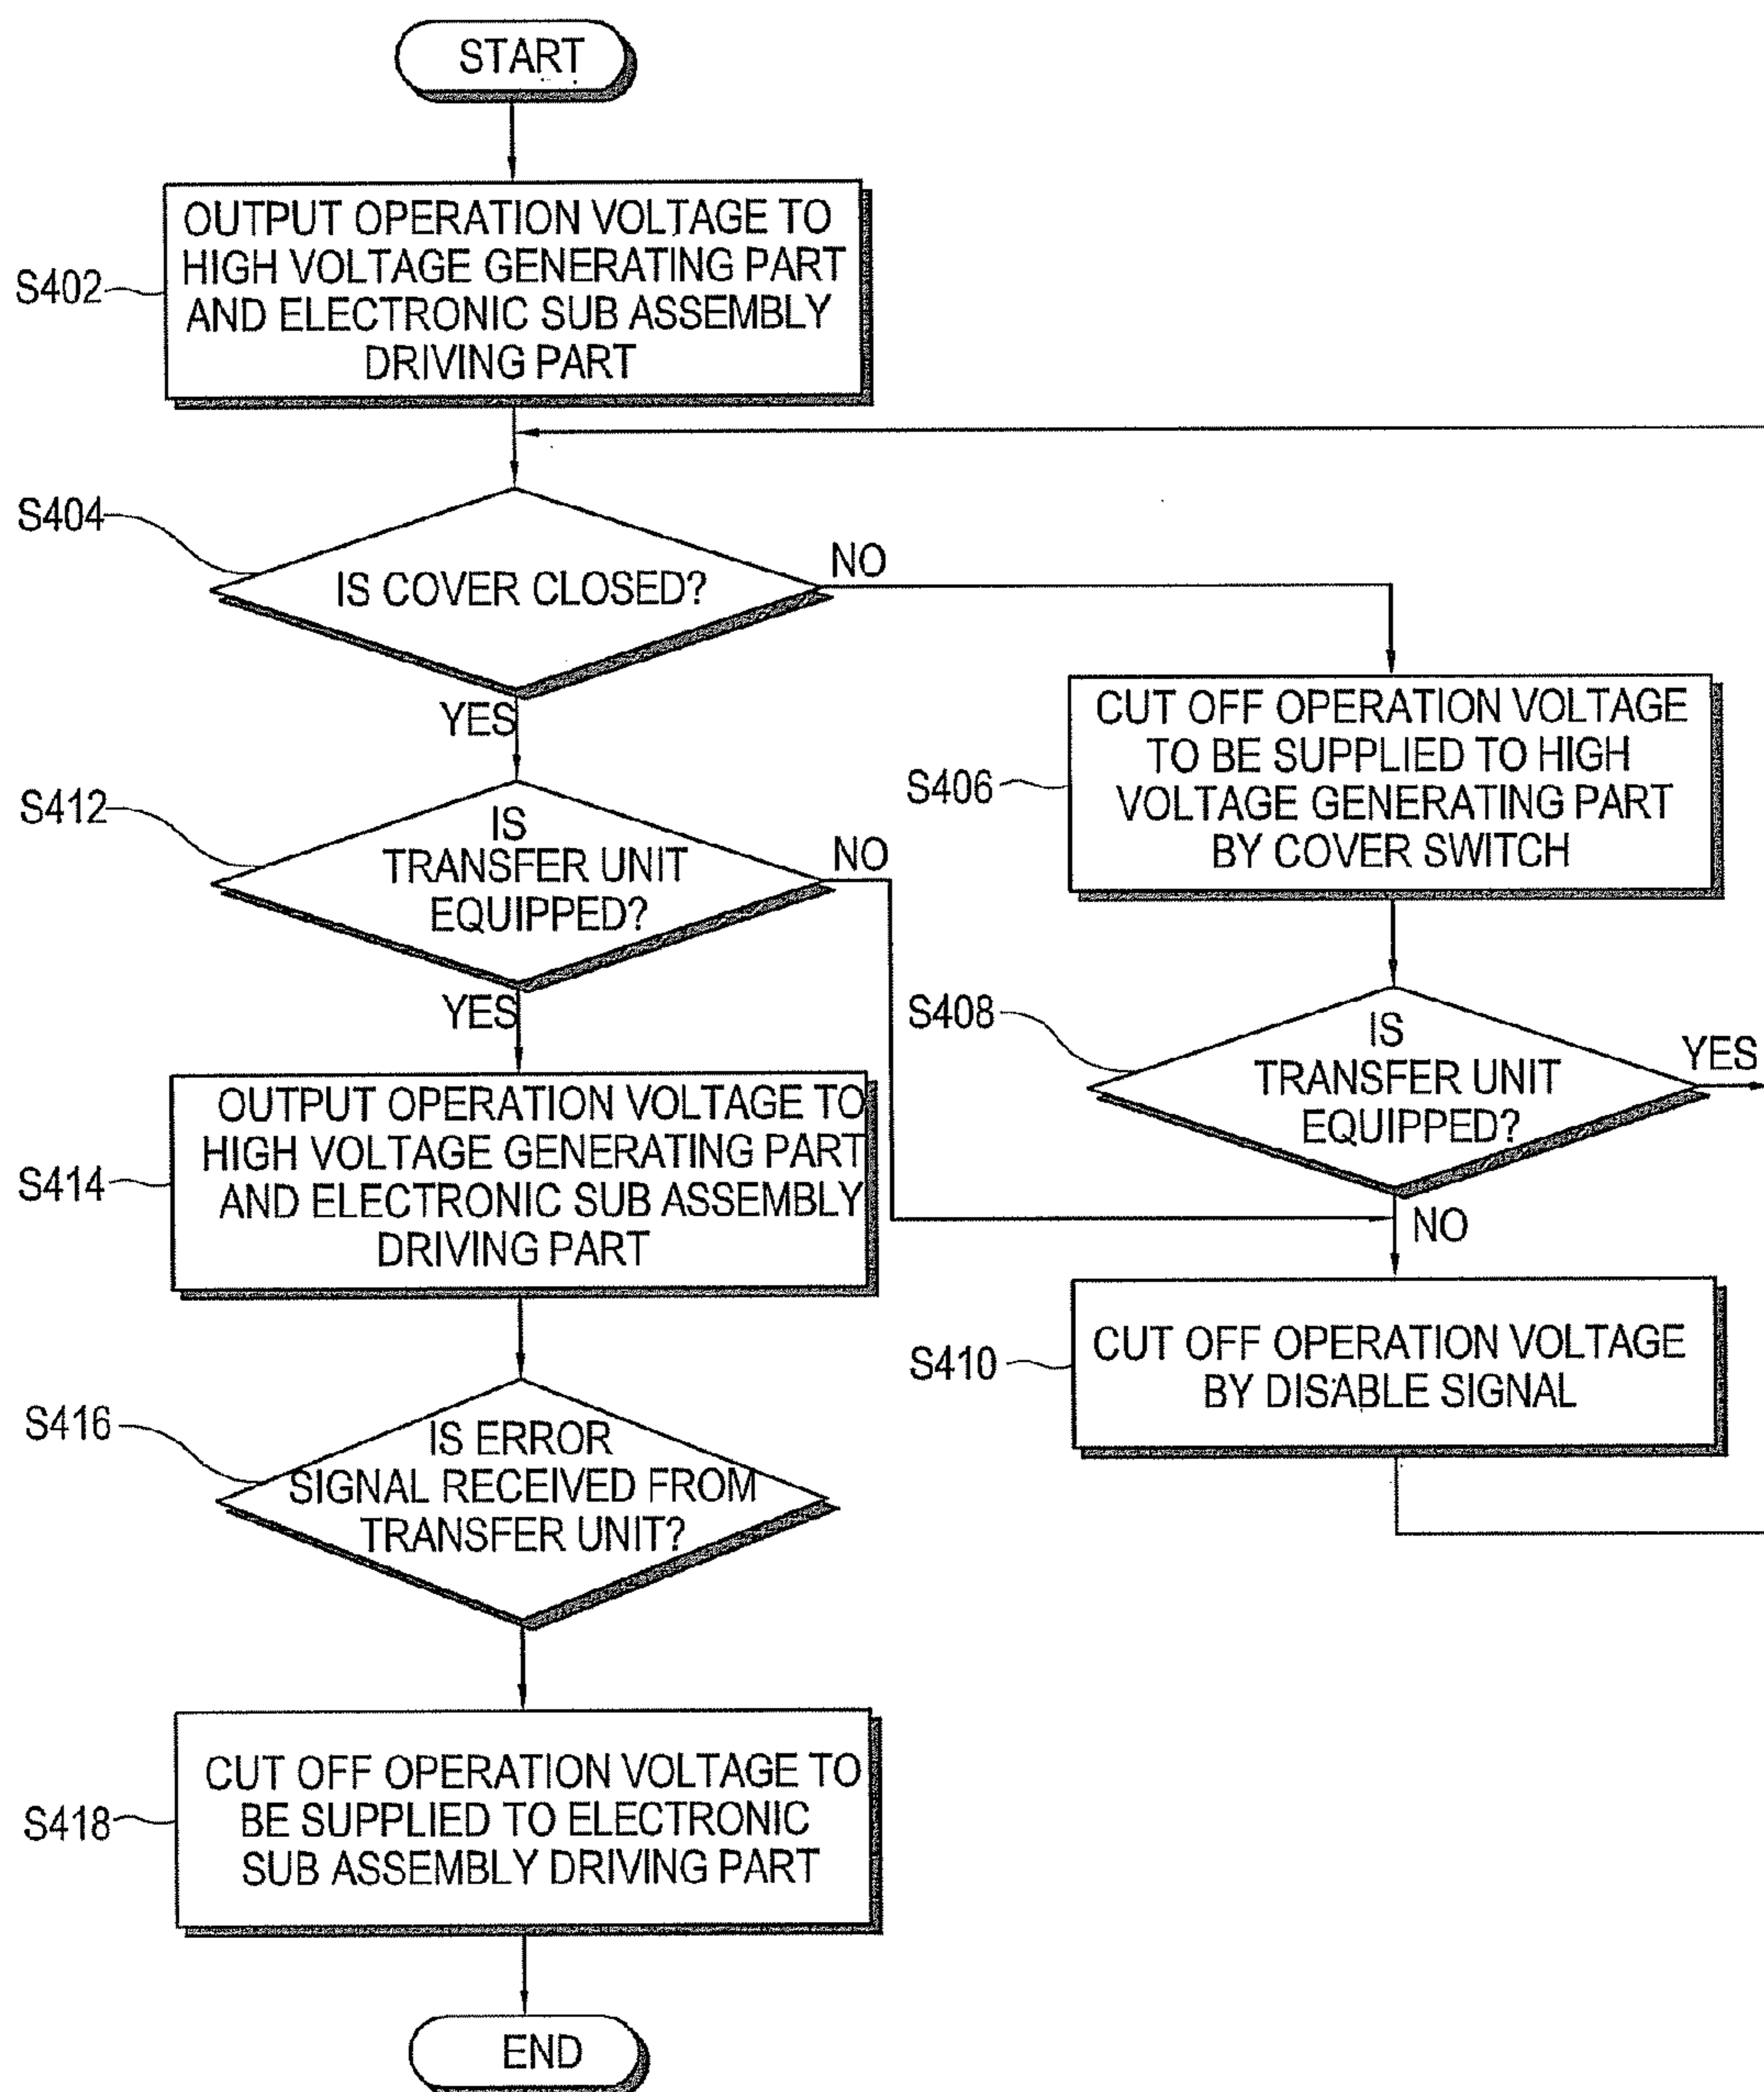 START
S402
OUTPUT OPERATION VOLTAGE TO
HIGH VOLTAGE GENERATING PART
AND ELECTRONIC SUB ASSEMBLY
DRIVING PART
S404
IS COVER CLOSED?
NO
YES
S406
CUT OFF OPERATION VOLTAGE
TO BE SUPPLIED TO HIGH
VOLTAGE GENERATING PART
BY COVER SWITCH
S412
IS
TRANSFER UNIT
EQUIPPED?
NO
YES
S408
IS
TRANSFER UNIT
EQUIPPED?
YES
NO
S414
OUTPUT OPERATION VOLTAGE TO
HIGH VOLTAGE GENERATING PART
AND ELECTRONIC SUB ASSEMBLY
DRIVING PART
S410
CUT OFF OPERATION VOLTAGE
BY DISABLE SIGNAL
S416
IS ERROR
SIGNAL RECEIVED FROM
TRANSFER UNIT?
S418
CUT OFF OPERATION VOLTAGE TO
BE SUPPLIED TO ELECTRONIC
SUB ASSEMBLY DRIVING PART
END